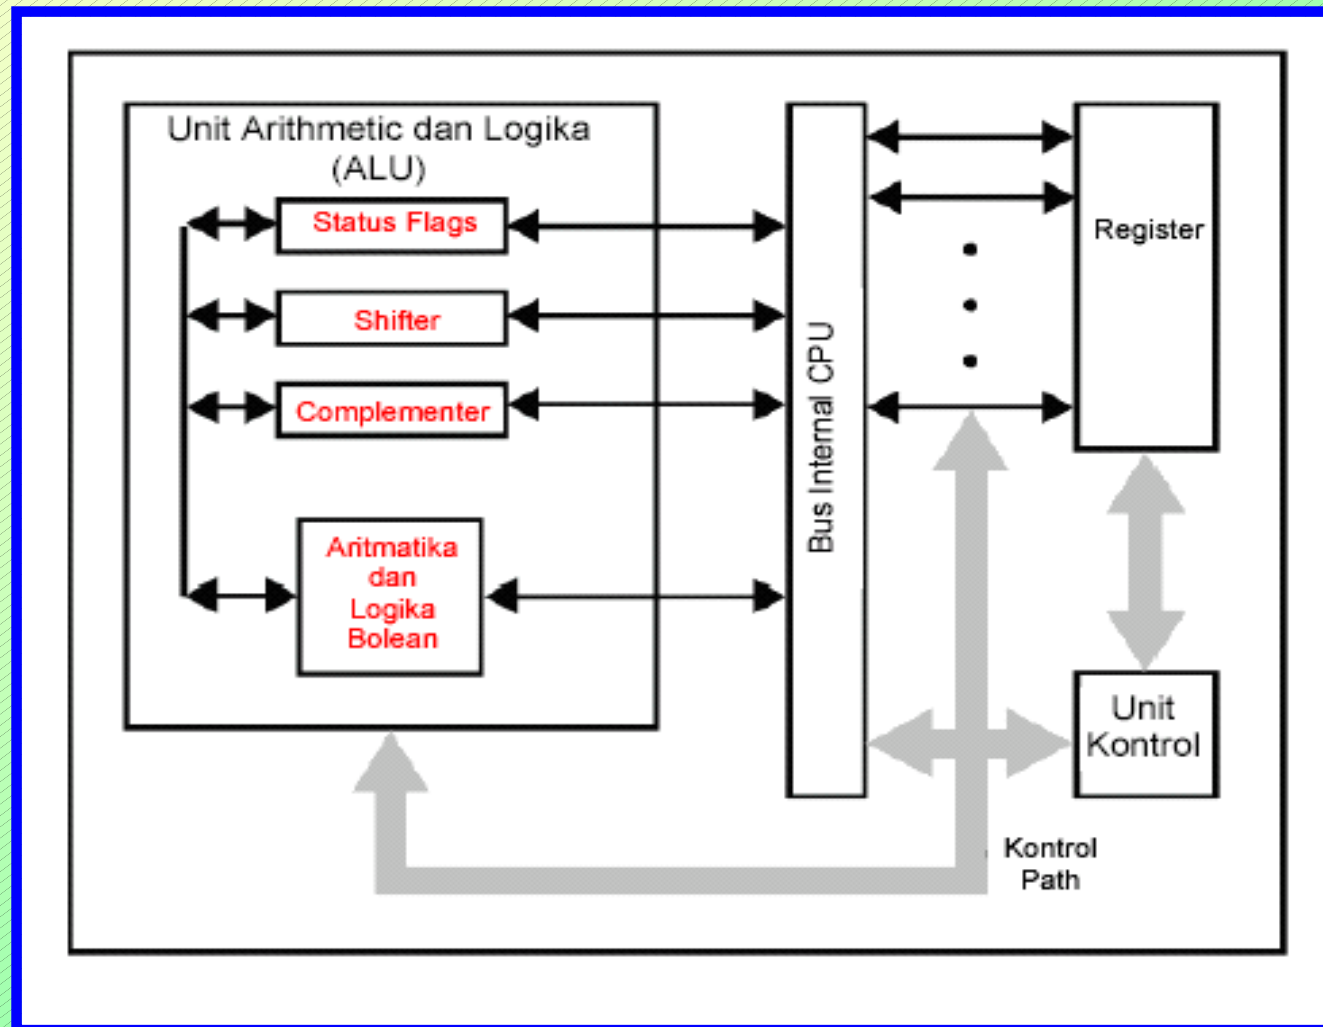 Unit Arithmetic dan Logika
(ALU)
Status Flags
Shifter
Complementer
Aritmatika
dan
Logika
Bolean
Bus Internal CPU
Register
Unit
Kontrol
Kontrol
Path